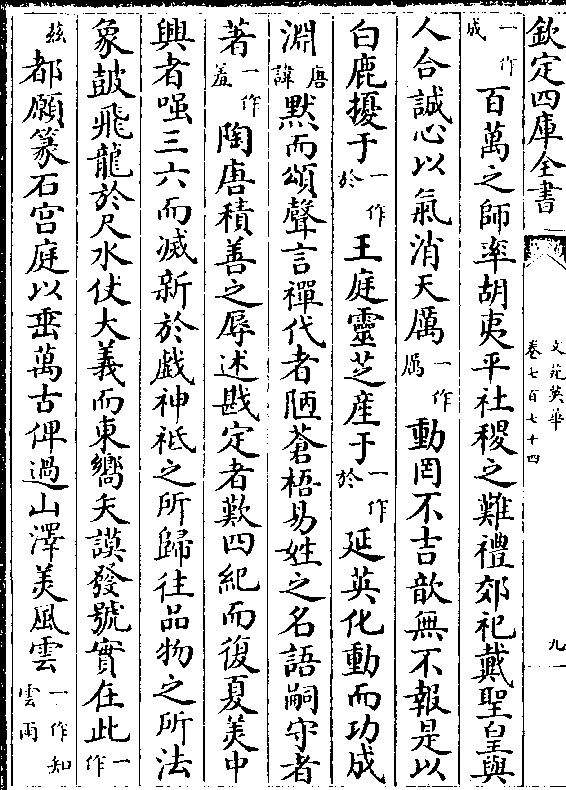 欽定四庫全書
文苑英華
卷七百七十四
九
一作成百萬之師率胡夷平社稷之難禮郊祀戴聖皇與
人合誠心以氣消天厲一作厲動罔不吉歆無不報是以
白鹿擾于一作於王庭靈芝産于一作於延英化動而功成
淵唐諱默而頌聲言禪代者陋蒼梧易姓之名語嗣守者
著一作羞陶唐積善之辱述戡定者歎四紀而復夏美中
興者嗤三六而滅新於戲神祇之所歸往品物之所法
象鼓飛龍於尺水仗大義而東嚮矢謨發號實在此一作
兹都願篆石宫庭以垂萬古俾過山澤美風雲一作知雲雨